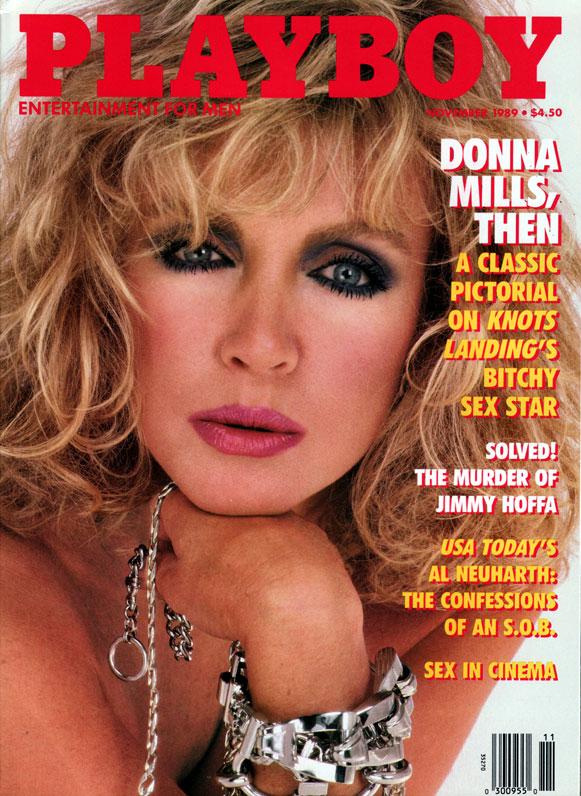 PLAYBOY
ENTERTAINMENT FOR MEN
NOVEMBER 1989 • $4.50
DONNA
MILLS,
THEN
A CLASSIC
PICTORIAL
ON KNOTS
LANDING'S
BITCHY
SEX STAR
SOLVED!
THE MURDER OF
JIMMY HOFFA
USA TODAY'S
AL NEUHARTH:
THE CONFESSIONS
OF AN S.O.B.
SEX IN CINEMA
11
35270
0 300955 0